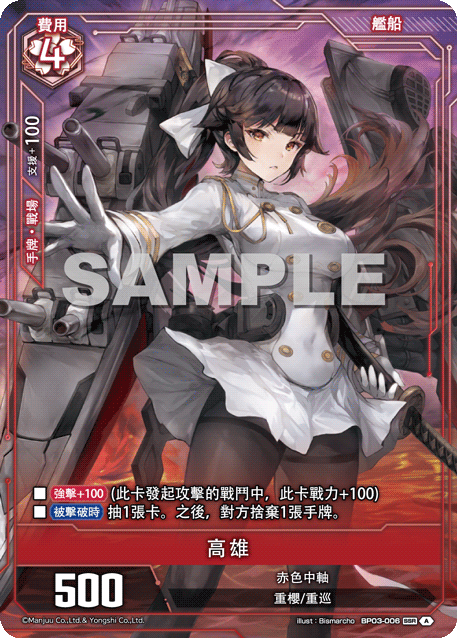 費用
4
艦船
支援+100
手牌・戰場
SAMPLE
強擊+100 (此卡發起攻擊的戰鬥中，此卡戰力+100)
被擊破時 抽1張卡。之後，對方捨棄1張手牌。
高雄
500
赤色中軸
重櫻/重巡
©Manjuu Co.,Ltd.& Yongshi Co.,Ltd.
illust : Bismarcho BP03-006 SSR A